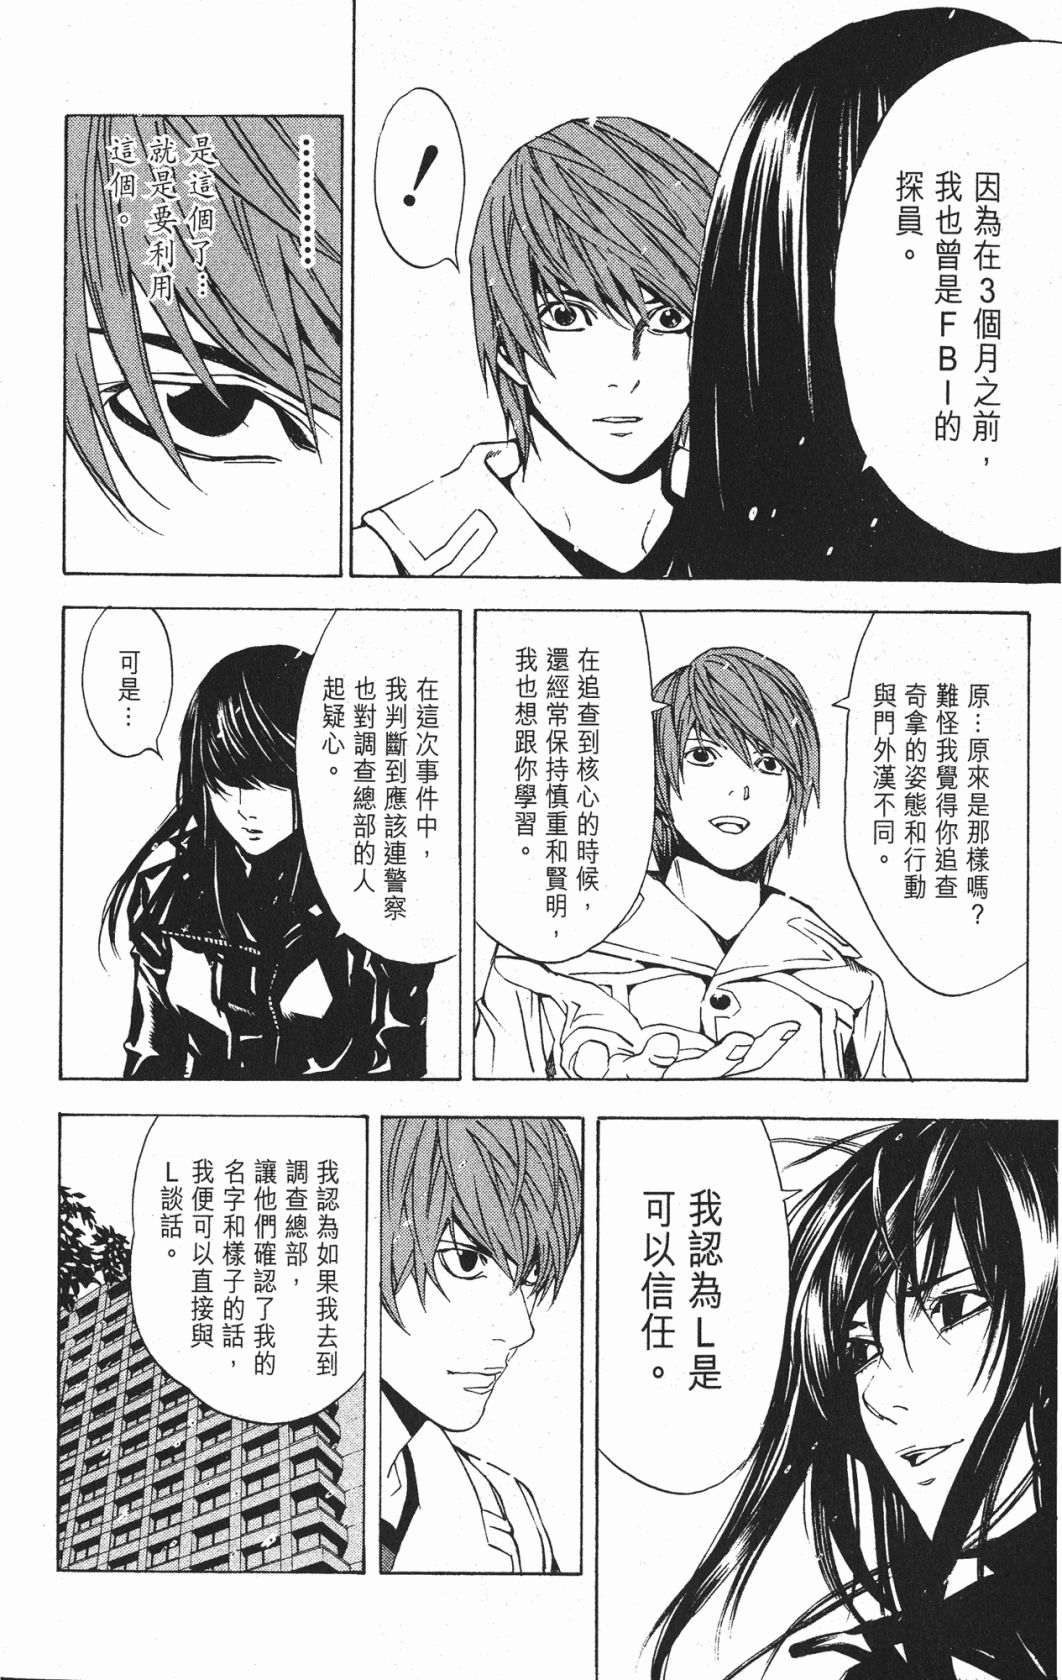 因為在3個月之前，
我也曾是FBI的
探員。
！
…………
是這個了…
就是要利用
這個。
原…原來是那樣嗎？
難怪我覺得你追查
奇拿的姿態和行動
與門外漢不同。
在追查到核心的時候，
還經常保持慎重和賢明，
我也想跟你學習。
在這次事件中，
我判斷到應該連警察
也對調查總部的人
起疑心。
可是…
我認為L是
可以信任。
我認為如果我去到
調查總部，
讓他們確認了我的
名字和樣子的話，
我便可以直接與
L談話。